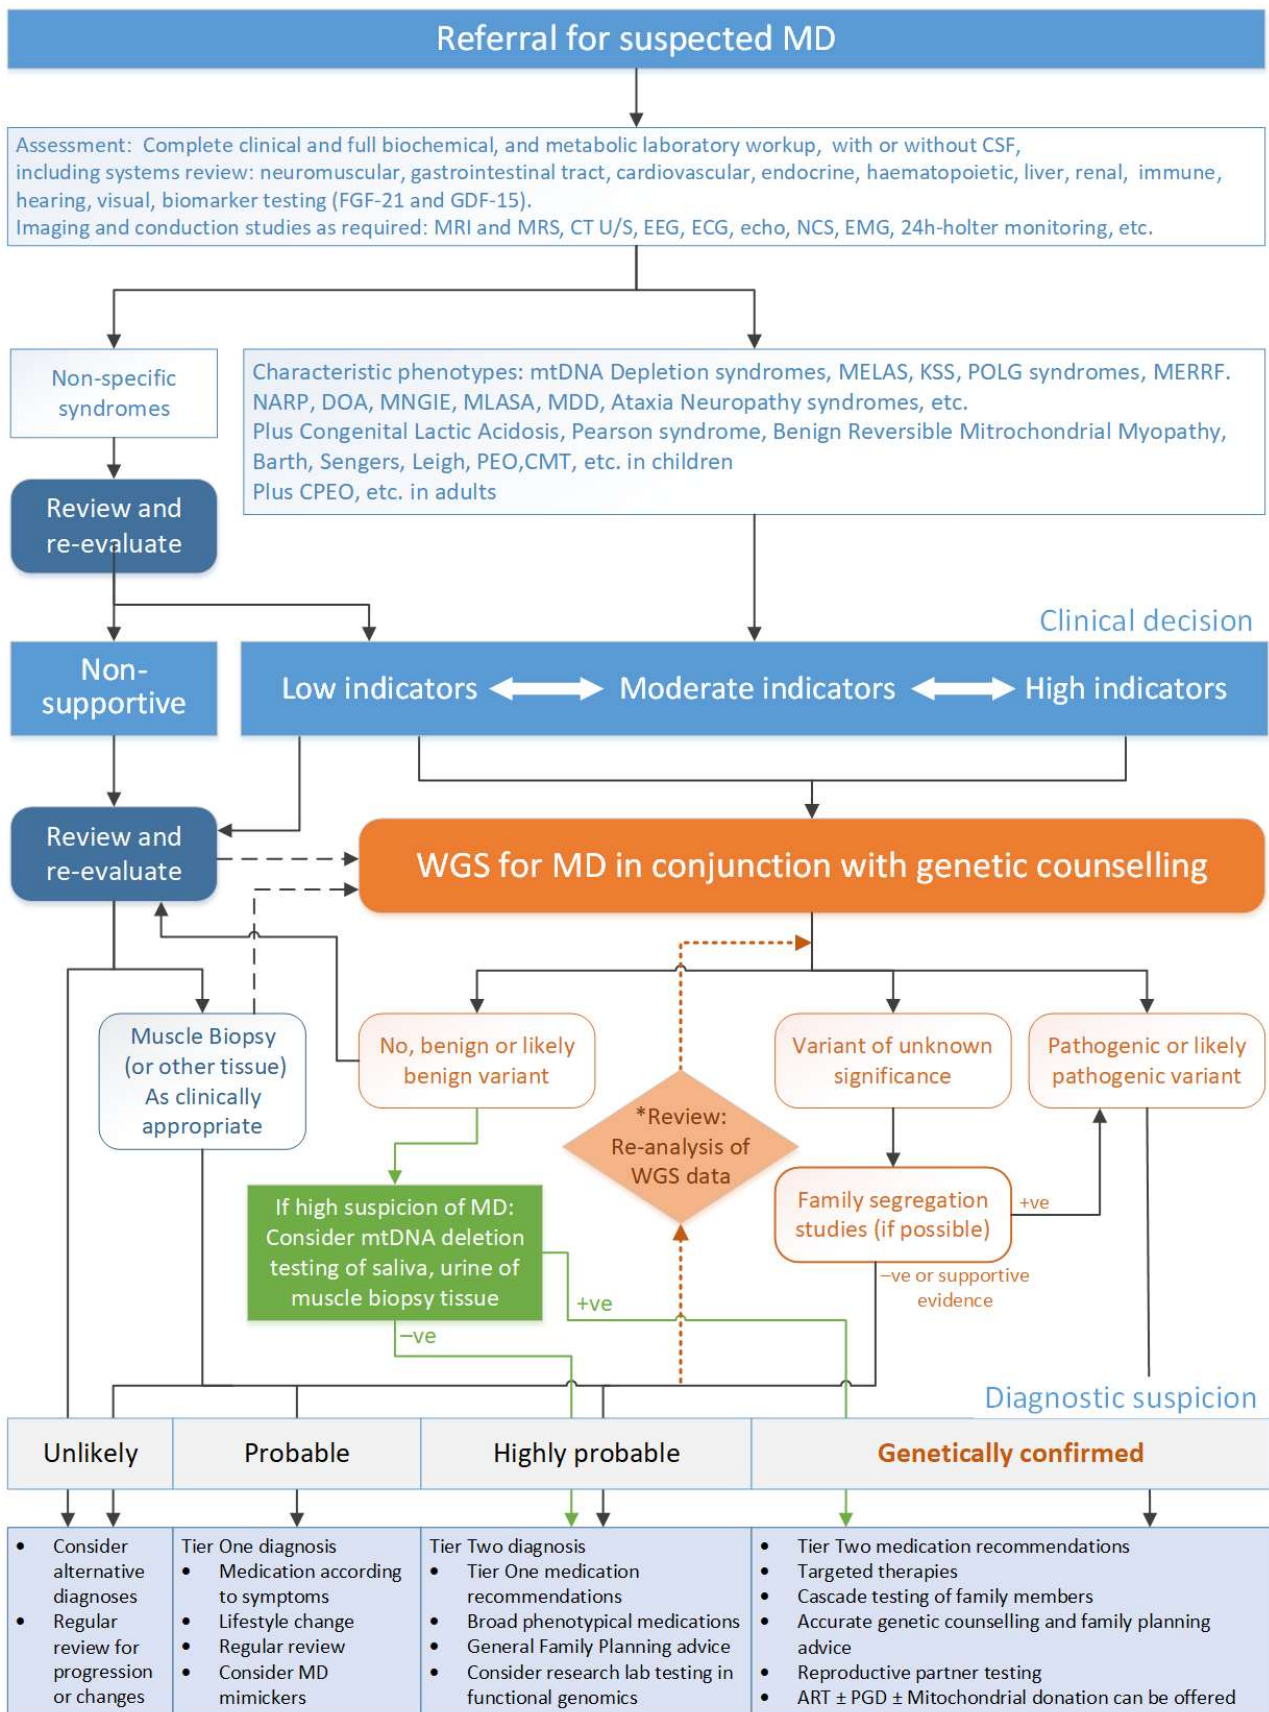 Referral for suspected MD
Assessment:  Complete clinical and full biochemical, and metabolic laboratory workup,  with or without CSF,
including systems review: neuromuscular, gastrointestinal tract, cardiovascular, endocrine, haematopoietic, liver, renal,  immune,
hearing, visual, biomarker testing (FGF-21 and GDF-15).
Imaging and conduction studies as required: MRI and MRS, CT U/S, EEG, ECG, echo, NCS, EMG, 24h-holter monitoring, etc.
Non-specific
syndromes
Characteristic phenotypes: mtDNA Depletion syndromes, MELAS, KSS, POLG syndromes, MERRF.
NARP, DOA, MNGIE, MLASA, MDD, Ataxia Neuropathy syndromes, etc.
Plus Congenital Lactic Acidosis, Pearson syndrome, Benign Reversible Mitrochondrial Myopathy,
Barth, Sengers, Leigh, PEO,CMT, etc. in children
Plus CPEO, etc. in adults
Review and
re-evaluate
Clinical decision
Non-
supportive
Low indicators
Moderate indicators
High indicators
Review and
re-evaluate
WGS for MD in conjunction with genetic counselling
Muscle Biopsy
(or other tissue)
As clinically
appropriate
No, benign or likely
benign variant
Variant of unknown
significance
Pathogenic or likely
pathogenic variant
*Review:
Re-analysis of
WGS data
If high suspicion of MD:
Consider mtDNA deletion
testing of saliva, urine of
muscle biopsy tissue
Family segregation
studies (if possible)
+ve
–ve or supportive
evidence
+ve
–ve
Diagnostic suspicion
Unlikely
Probable
Highly probable
Genetically confirmed
• Consider
alternative
diagnoses
• Regular
review for
progression
or changes
Tier One diagnosis
• Medication according
to symptoms
• Lifestyle change
• Regular review
• Consider MD
mimickers
Tier Two diagnosis
• Tier One medication
recommendations
• Broad phenotypical medications
• General Family Planning advice
• Consider research lab testing in
functional genomics
• Tier Two medication recommendations
• Targeted therapies
• Cascade testing of family members
• Accurate genetic counselling and family planning
advice
• Reproductive partner testing
• ART ± PGD ± Mitochondrial donation can be offered